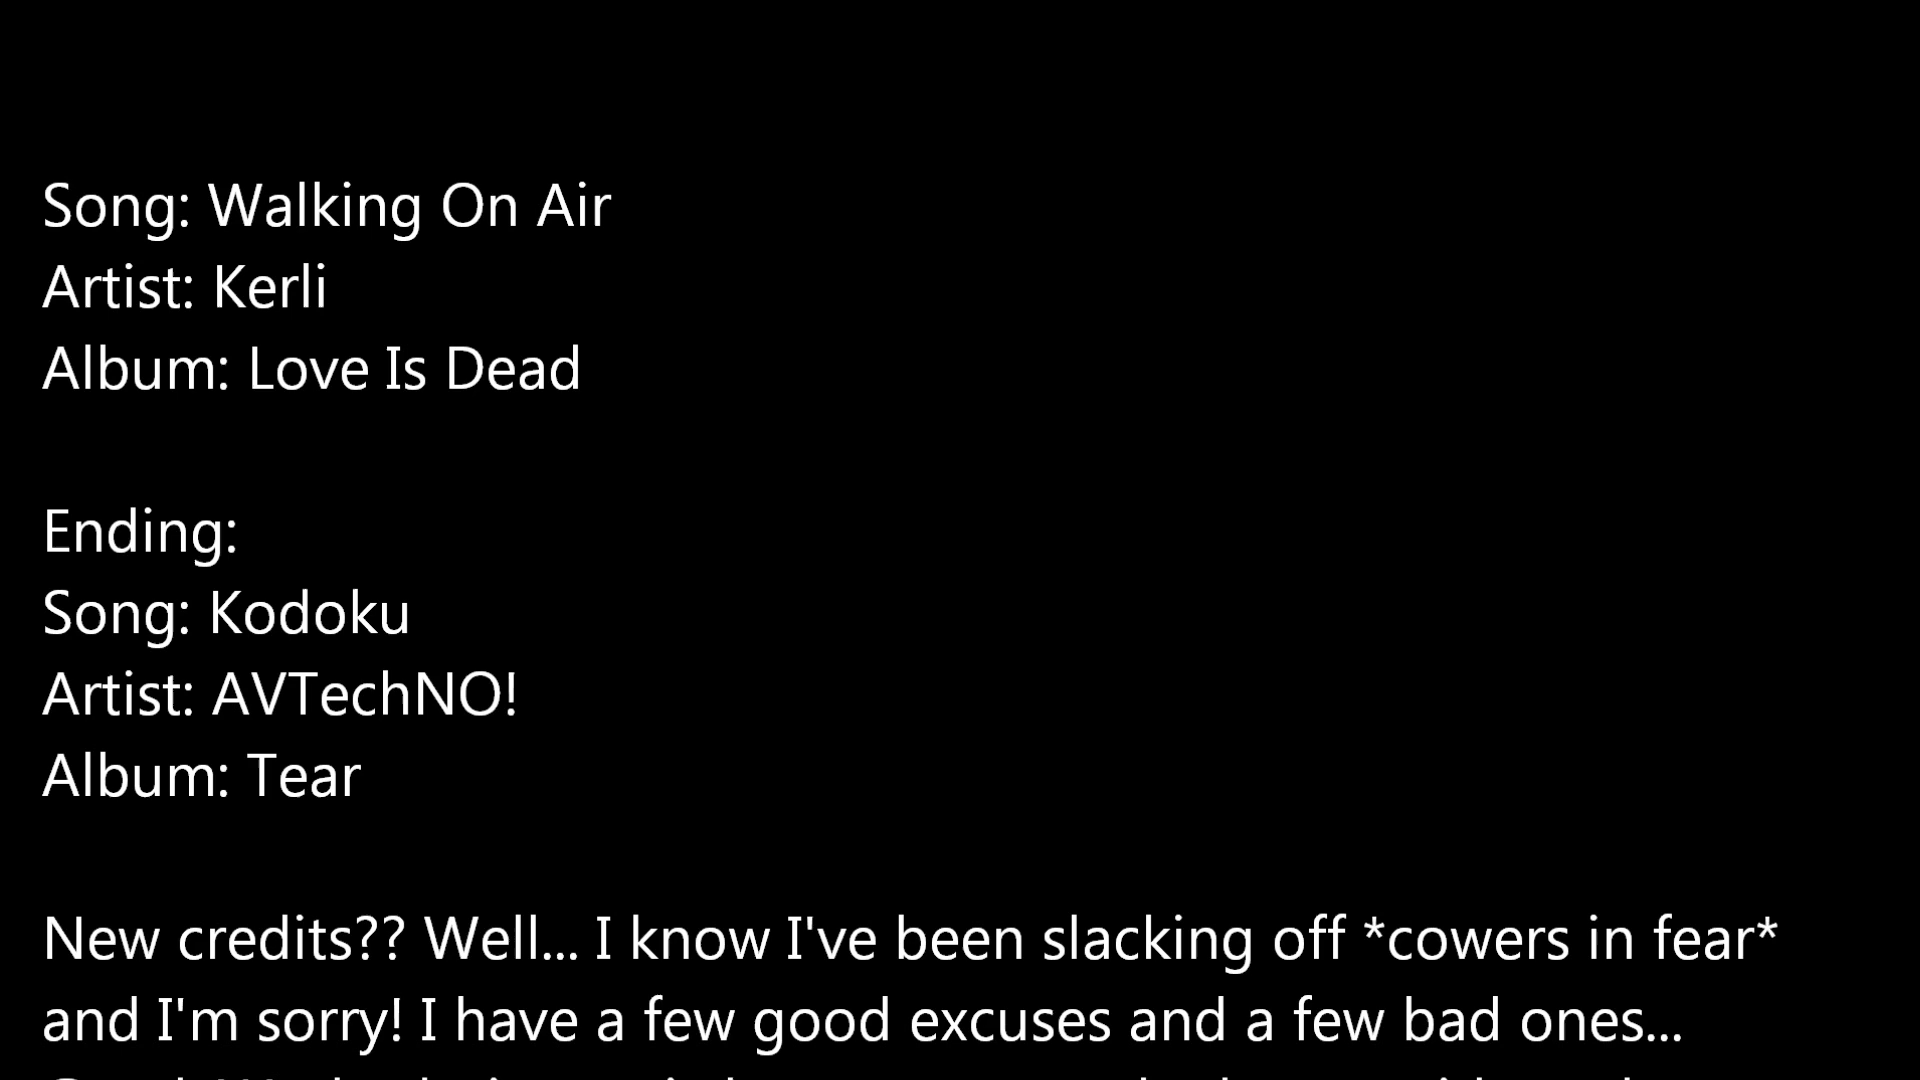 Song: Walking On Air
Artist: Kerli
Album: Love Is Dead
Ending:
Song: Kodoku
Artist: AVTechNO!
Album: Tear
New credits?? Well... I know I've been slacking off *cowers in fear*
and I'm sorry! I have a few good excuses and a few bad ones...